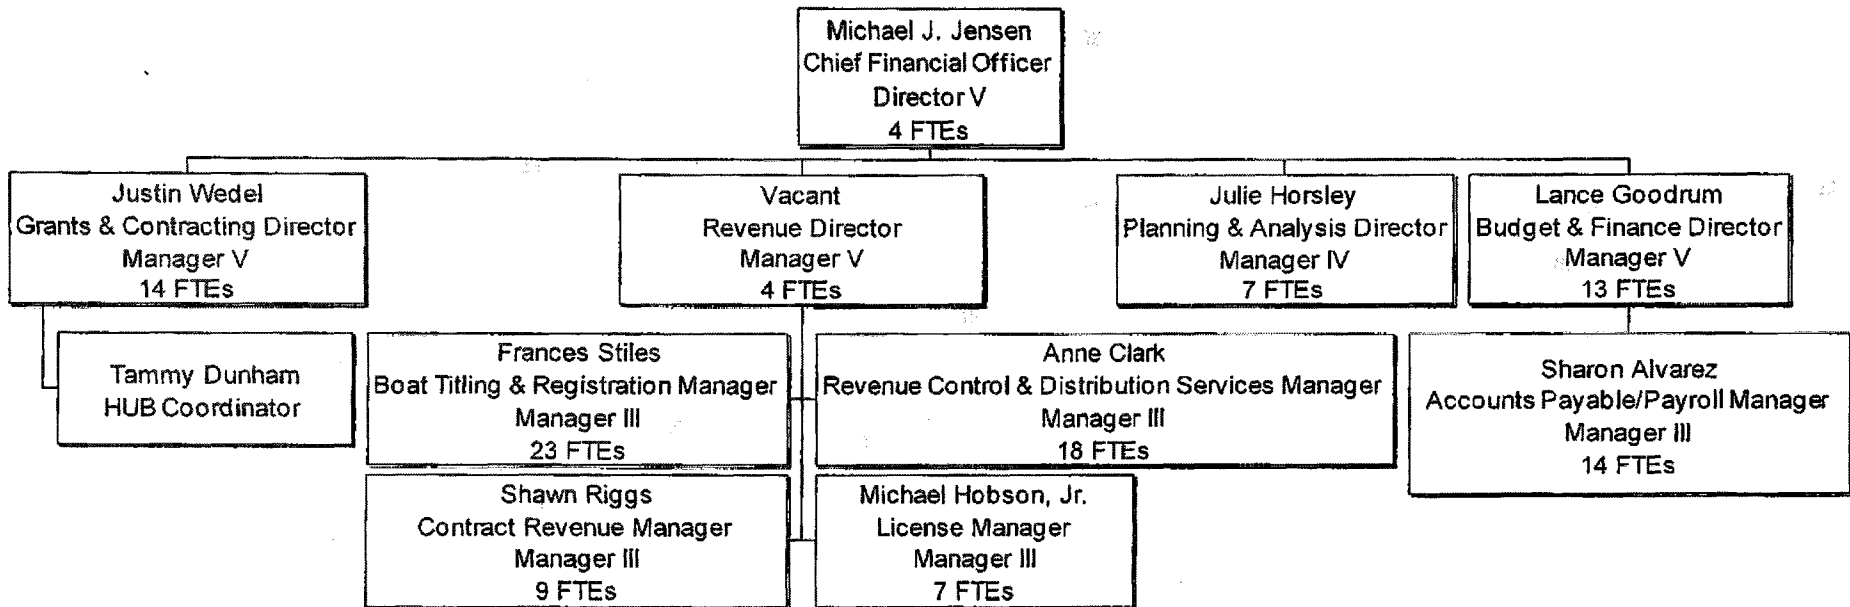 Michael J. Jensen
Chief Financial Officer
Director V
4 FTEs
Justin Wedel
Grants & Contracting Director
Manager V
14 FTEs
Vacant
Revenue Director
Manager V
4 FTEs
Julie Horsley
Planning & Analysis Director
Manager IV
7 FTEs
Lance Goodrum
Budget & Finance Director
Manager V
13 FTEs
Tammy Dunham
HUB Coordinator
Frances Stiles
Boat Titling & Registration Manager
Manager III
23 FTEs
Anne Clark
Revenue Control & Distribution Services Manager
Manager III
18 FTEs
Sharon Alvarez
Accounts Payable/Payroll Manager
Manager III
14 FTEs
Shawn Riggs
Contract Revenue Manager
Manager III
9 FTEs
Michael Hobson, Jr.
License Manager
Manager III
7 FTEs